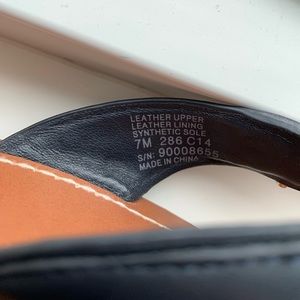 LEATHER UPPER
LEATHER LINING
SYNTHETIC SOLE
7M 286 C14
S/N: 90008655
MADE IN CHINA